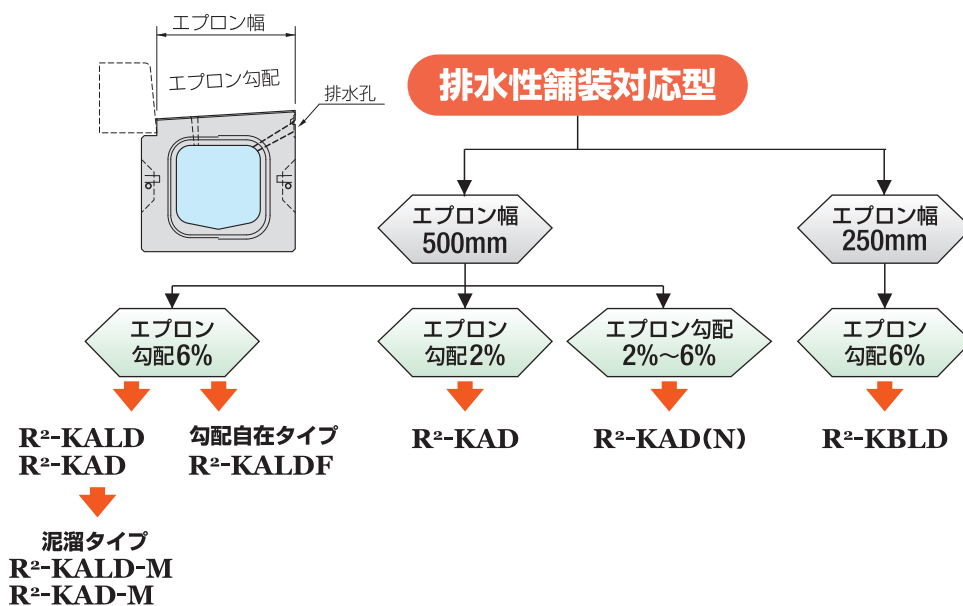 エプロン幅
エプロン勾配
排水孔
排水性舗装対応型
エプロン幅
500mm
エプロン幅
250mm
エプロン
勾配6%
エプロン
勾配2%
エプロン勾配
2%～6%
エプロン
勾配6%
R²-KALD
R²-KAD
勾配自在タイプ
R²-KALDF
R²-KAD
R²-KAD(N)
R²-KBLD
泥溜タイプ
R²-KALD-M
R²-KAD-M